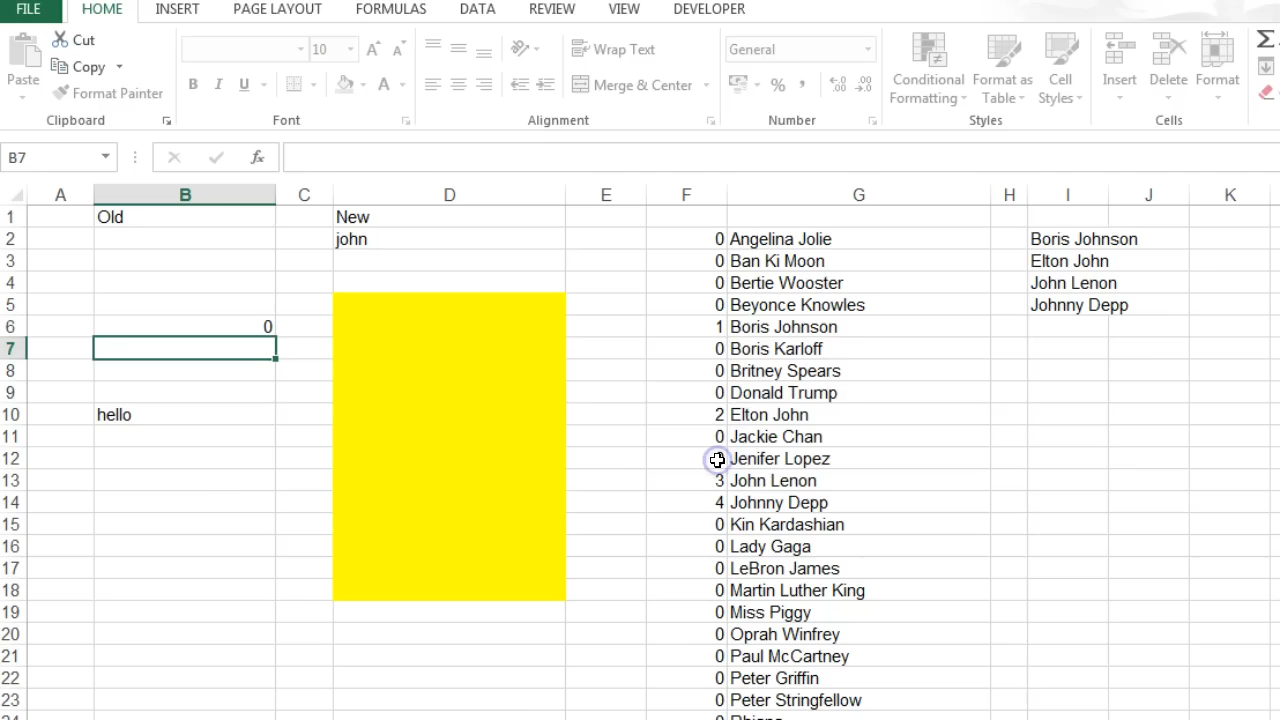 FILE HOME INSERT PAGE LAYOUT FORMULAS DATA REVIEW VIEW DEVELOPER
Paste
Cut
Copy
Format Painter
Clipboard
10 A A
B I U A
Font
Wrap Text
Merge & Center
Alignment
General
% , .0 .00 .00 .0
Number
Conditional Formatting
Format as Table
Cell Styles
Styles
Insert Delete Format
Cells
Σ
B7 fx
A B C D E F G H I J K
1 Old New
2 john 0 Angelina Jolie Boris Johnson
3 0 Ban Ki Moon Elton John
4 0 Bertie Wooster John Lenon
5 0 Beyonce Knowles Johnny Depp
6 0 1 Boris Johnson
7 0 Boris Karloff
8 0 Britney Spears
9 0 Donald Trump
10 hello 2 Elton John
11 0 Jackie Chan
12 Jenifer Lopez
13 3 John Lenon
14 4 Johnny Depp
15 0 Kin Kardashian
16 0 Lady Gaga
17 0 LeBron James
18 0 Martin Luther King
19 0 Miss Piggy
20 0 Oprah Winfrey
21 0 Paul McCartney
22 0 Peter Griffin
23 0 Peter Stringfellow